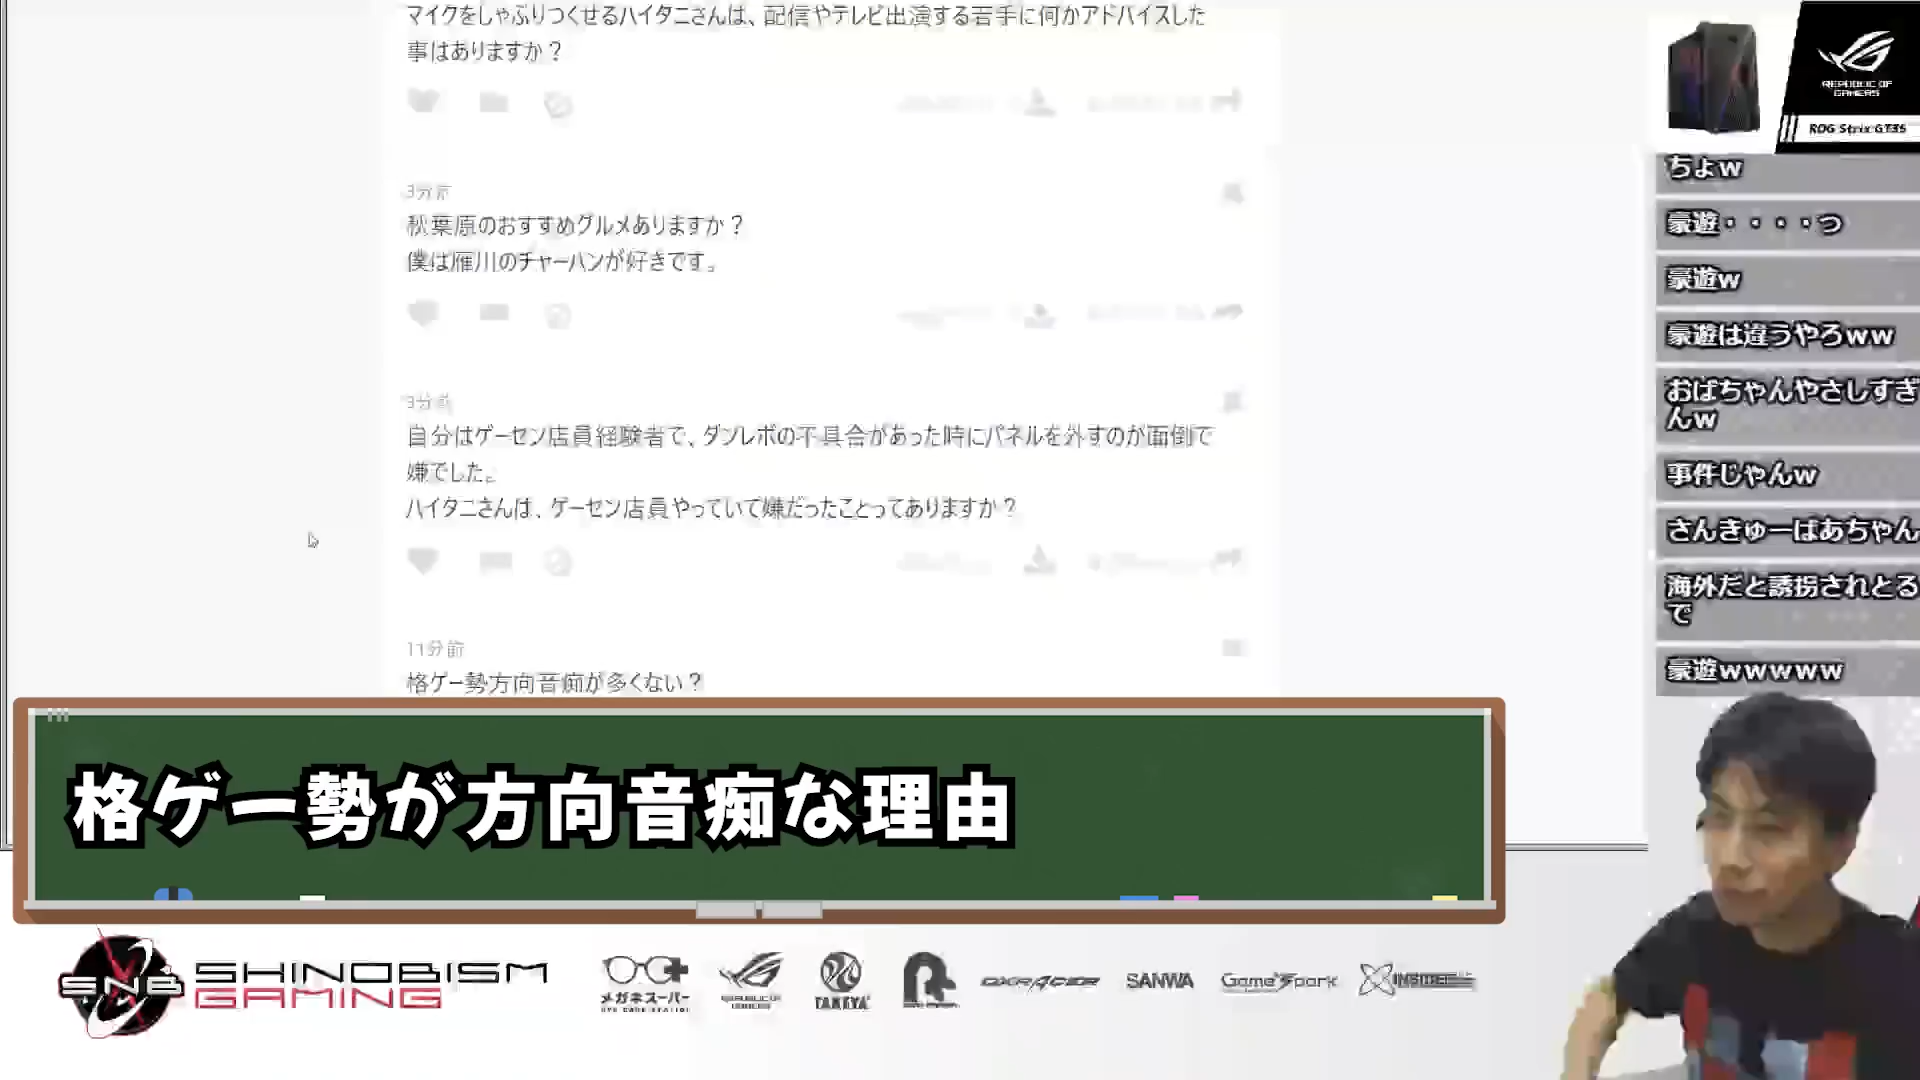 マイクをしゃぶりつくせるハイタニさんは、配信やテレビ出演する若手に何かアドバイスした
事はありますか？
3分前
秋葉原のおすすめグルメありますか？
僕は雁川のチャーハンが好きです。
3分前
自分はゲーセン店員経験者で、ダンレボの不具合があった時にパネルを外すのが面倒で
嫌でした。
ハイタニさんは、ゲーセン店員やっていて嫌だったことってありますか？
11分前
格ゲー勢方向音痴が多くない？
格ゲー勢が方向音痴な理由
REPUBLIC OF
GAMERS
ROG Strix GT35
ちょw
豪遊・・・・つ
豪遊w
豪遊は違うやろww
おばちゃんやさしすぎ
んw
事件じゃんw
さんきゅーばあちゃん
海外だと誘拐されとる
で
豪遊wwwww
SNB SHINOBISM
GAMING
メガネスーパー
EYE CARE STATION
REPUBLIC OF
GAMERS
TAKEYA
DXRACER
SANWA
Game*Spark
INSIDE